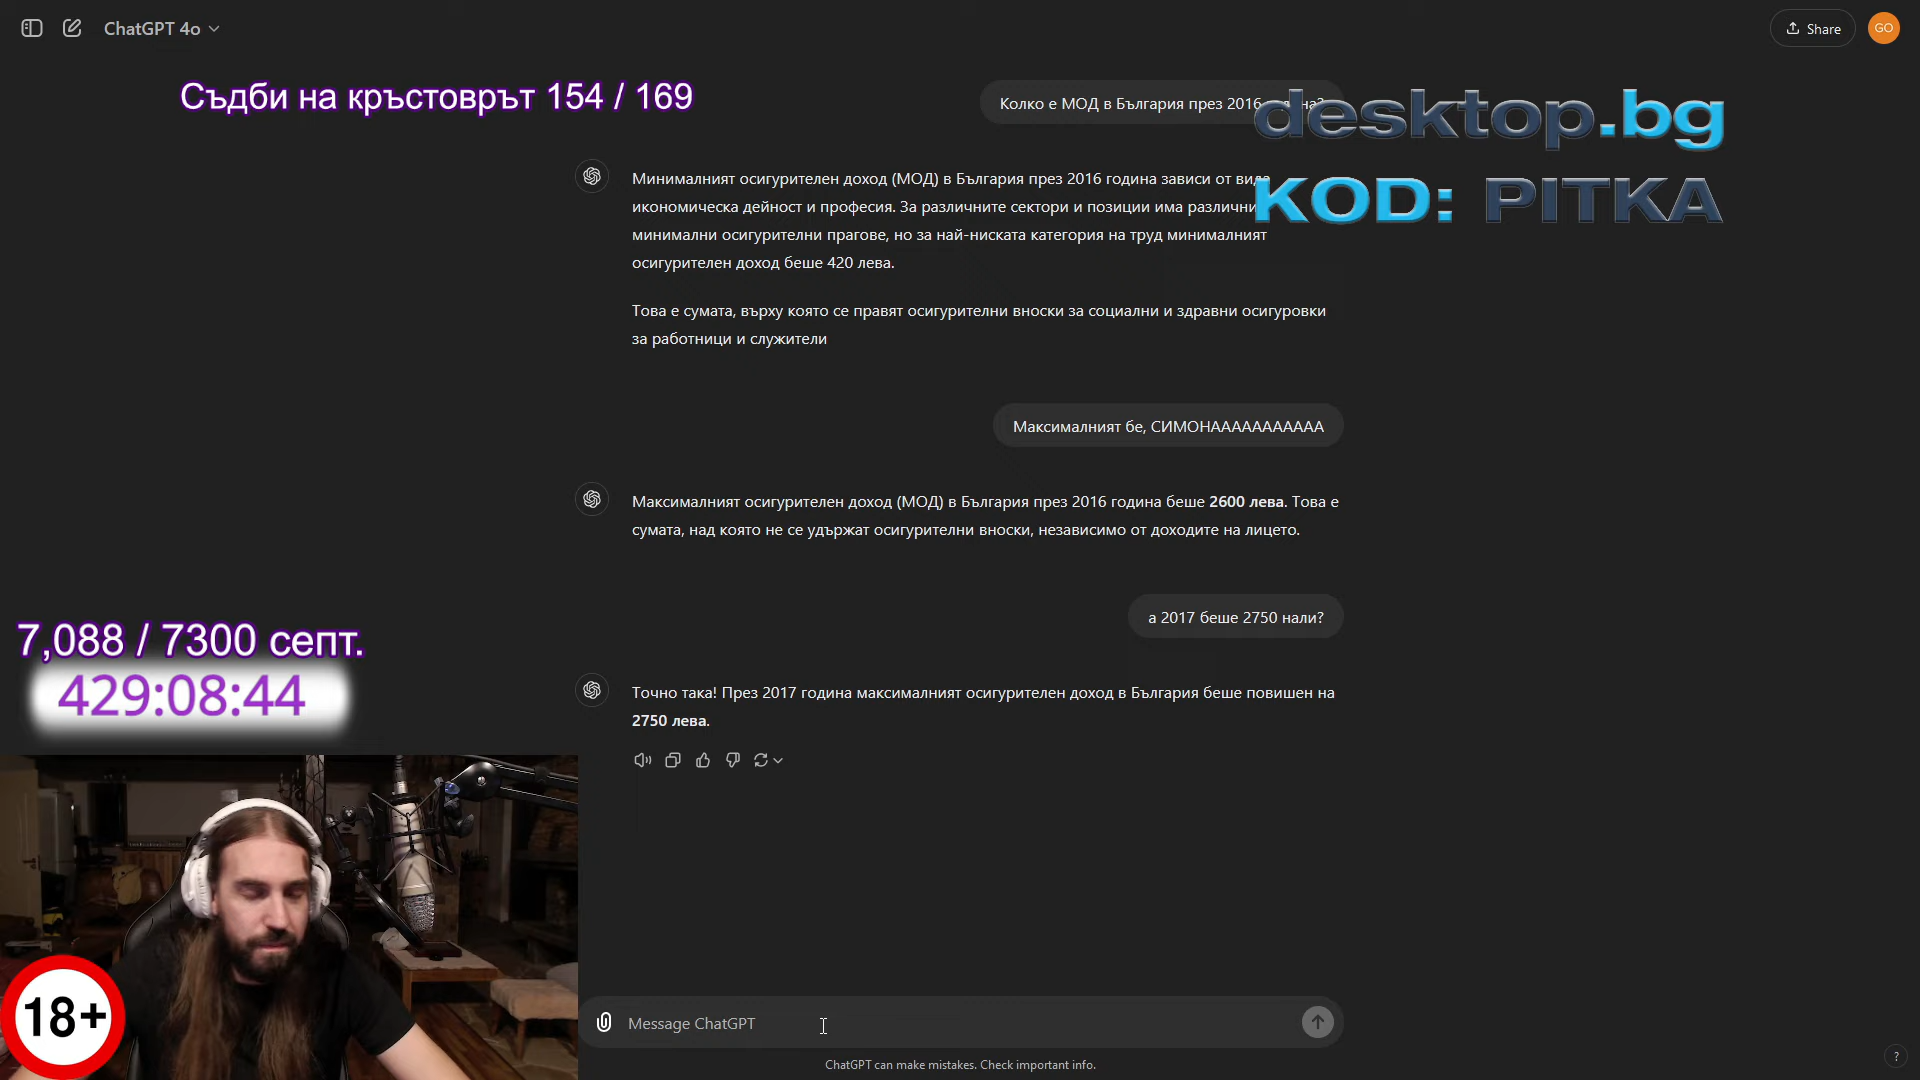 ChatGPT 4o
Share
GO
Съдби на кръстоврът 154 / 169
Колко е МОД в България през 2016
desktop.bg
KOD: PITKA
Минималният осигурителен доход (МОД) в България през 2016 година зависи от вида
икономическа дейност и професия. За различните сектори и позиции има различни
минимални осигурителни прагове, но за най-ниската категория на труд минималният
осигурителен доход беше 420 лева.
Това е сумата, върху която се правят осигурителни вноски за социални и здравни осигуровки
за работници и служители
Максималният бе, СИМОНААААААААААА
Максималният осигурителен доход (МОД) в България през 2016 година беше 2600 лева. Това е
сумата, над която не се удържат осигурителни вноски, независимо от доходите на лицето.
а 2017 беше 2750 нали?
Точно така! През 2017 година максималният осигурителен доход в България беше повишен на
2750 лева.
7,088 / 7300 септ.
429:08:44
18+
Message ChatGPT
ChatGPT can make mistakes. Check important info.
?